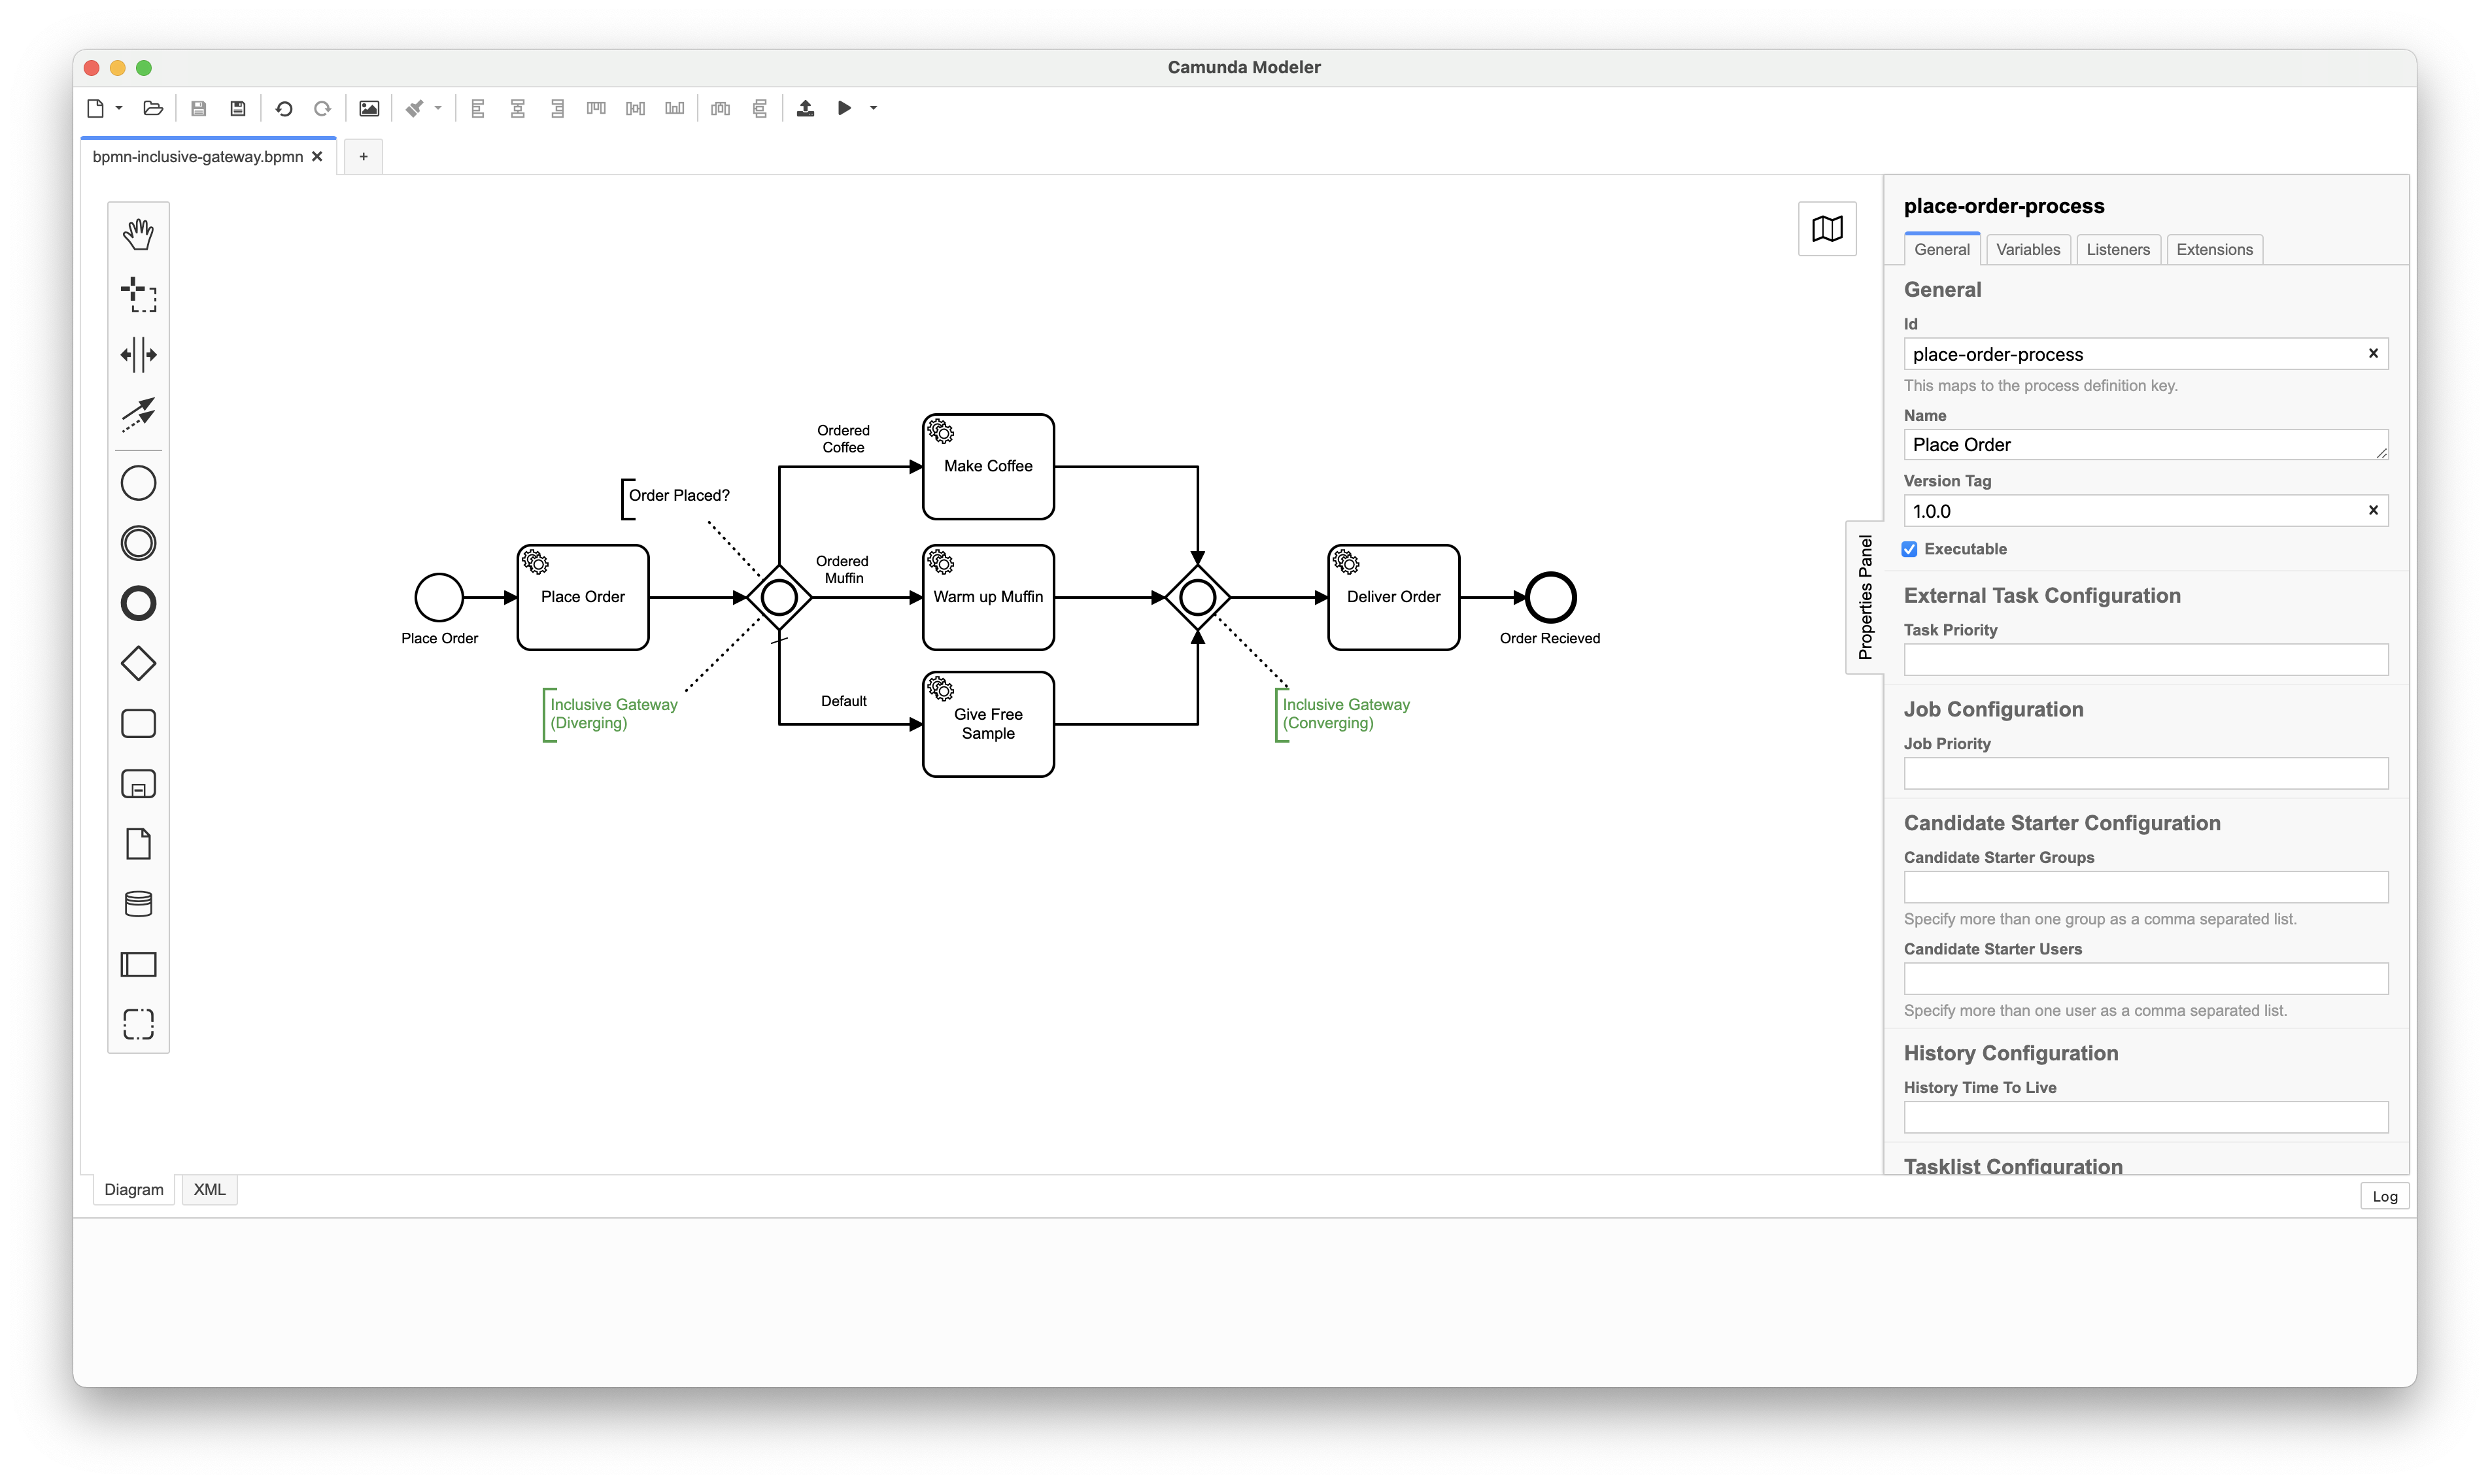 Camunda Modeler
bpmn-inclusive-gateway.bpmn
+
Ordered
Coffee
Make Coffee
Order Placed?
Place Order
Place Order
Ordered
Muffin
Warm up Muffin
Deliver Order
Order Recieved
Inclusive Gateway
(Diverging)
Default
Give Free
Sample
Inclusive Gateway
(Converging)
Properties Panel
place-order-process
General
Variables
Listeners
Extensions
General
Id
place-order-process
This maps to the process definition key.
Name
Place Order
Version Tag
1.0.0
Executable
External Task Configuration
Task Priority
Job Configuration
Job Priority
Candidate Starter Configuration
Candidate Starter Groups
Specify more than one group as a comma separated list.
Candidate Starter Users
Specify more than one user as a comma separated list.
History Configuration
History Time To Live
Tasklist Configuration
Diagram
XML
Log